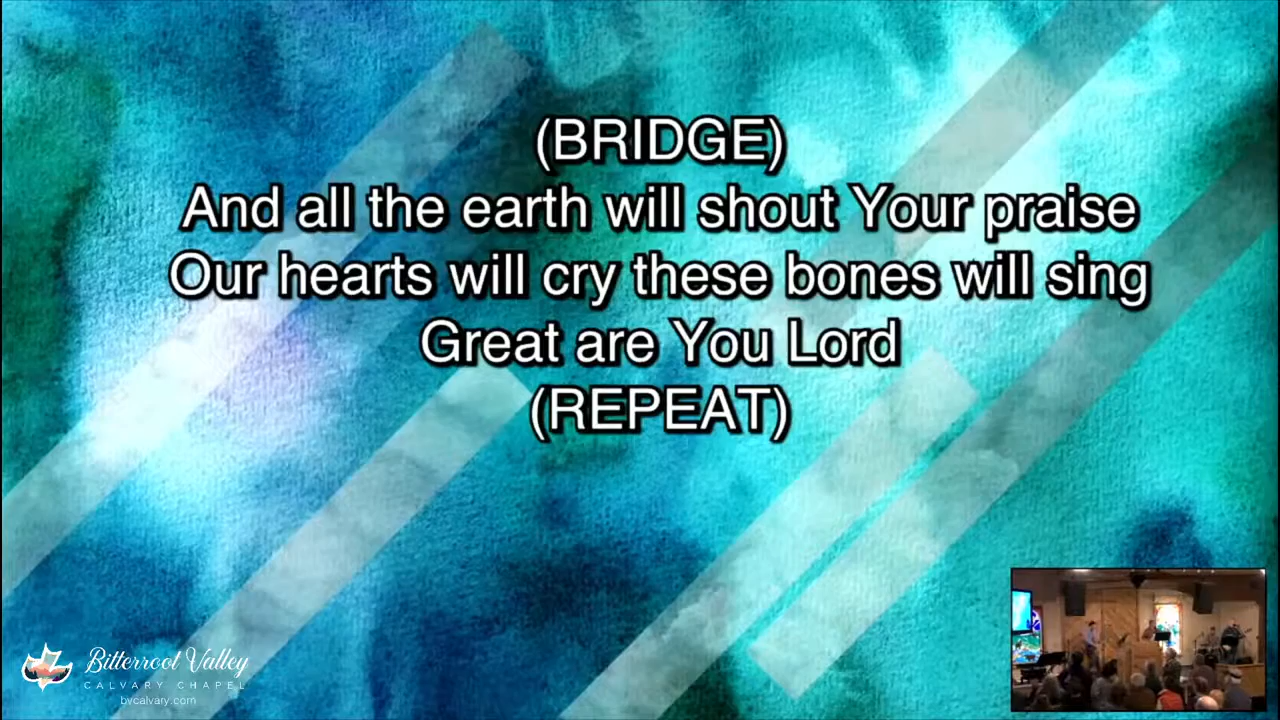 (BRIDGE)
And all the earth will shout Your praise
Our hearts will cry these bones will sing
Great are You Lord
(REPEAT)
Bitterroot Valley
CALVARY CHAPEL
bvcalvary.com